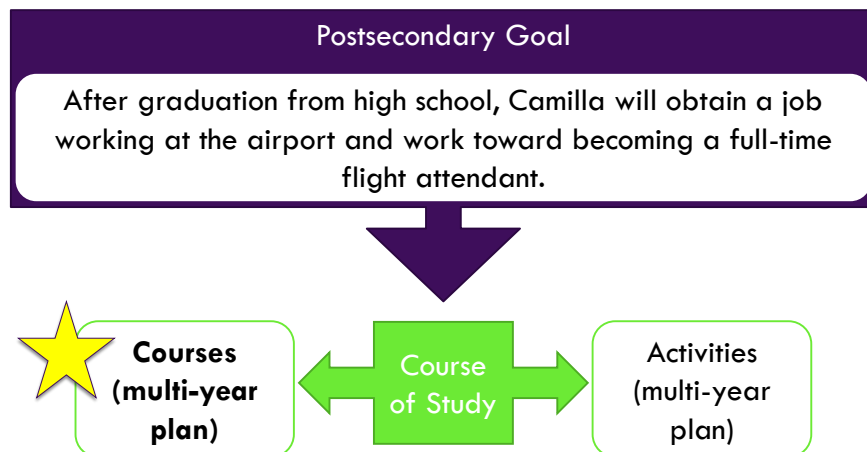 Postsecondary Goal
After graduation from high school, Camilla will obtain a job
working at the airport and work toward becoming a full-time
flight attendant.
Courses
(multi-year
plan)
Course
of Study
Activities
(multi-year
plan)